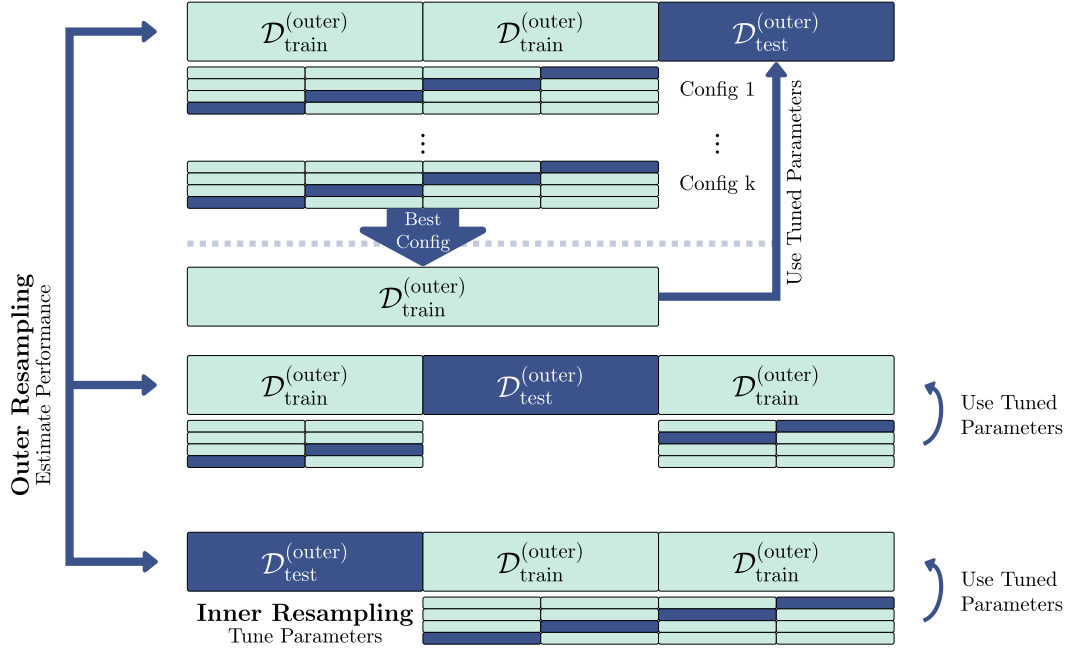 Outer Resampling
Estimate Performance
𝒟_train^(outer)
𝒟_train^(outer)
𝒟_test^(outer)
Config 1
⋮
⋮
Config k
Use Tuned Parameters
Best
Config
𝒟_train^(outer)
𝒟_train^(outer)
𝒟_test^(outer)
𝒟_train^(outer)
Use Tuned
Parameters
𝒟_test^(outer)
𝒟_train^(outer)
𝒟_train^(outer)
Use Tuned
Parameters
Inner Resampling
Tune Parameters